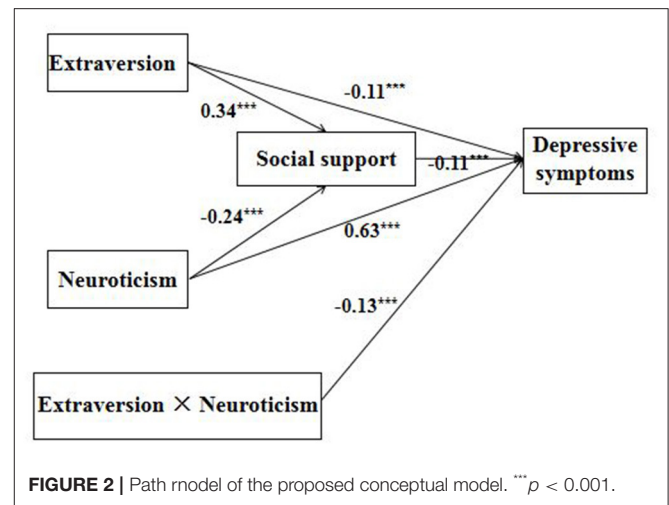 Extraversion
-0.11***
0.34***
Social support
-0.11***
Depressive
symptoms
-0.24***
0.63***
Neuroticism
-0.13***
Extraversion × Neuroticism
FIGURE 2 | Path rnodel of the proposed conceptual model. ***p < 0.001.